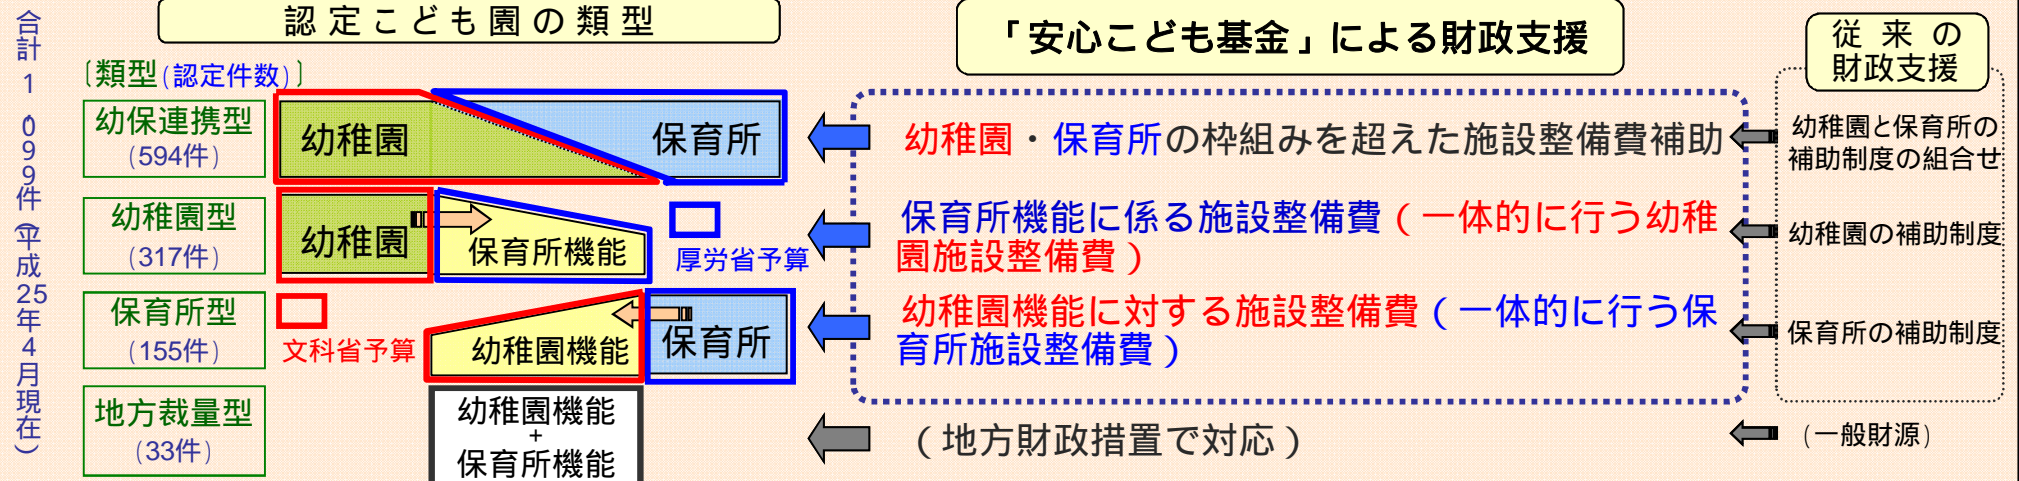 合計1,099件(平成25年4月現在)
認定こども園の類型
「安心こども基金」による財政支援
従来の
財政支援
〔類型(認定件数)〕
幼保連携型
(594件)
幼稚園
保育所
幼稚園・保育所の枠組みを超えた施設整備費補助
幼稚園と保育所の
補助制度の組合せ
幼稚園型
(317件)
幼稚園
保育所機能
厚労省予算
保育所機能に係る施設整備費(一体的に行う幼稚
園施設整備費)
幼稚園の補助制度
保育所型
(155件)
文科省予算
幼稚園機能
保育所
幼稚園機能に対する施設整備費(一体的に行う保
育所施設整備費)
保育所の補助制度
地方裁量型
(33件)
幼稚園機能
+
保育所機能
(地方財政措置で対応)
(一般財源)